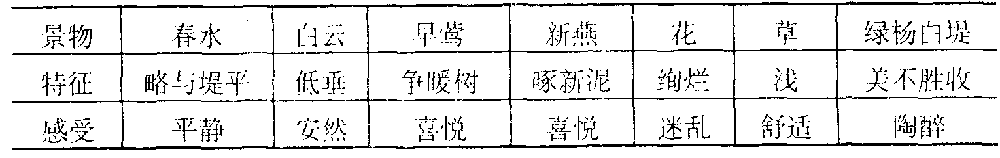 景物 春水 白云 早莺 新燕 花 草 绿杨白堤
特征 略与堤平 低垂 争暖树 啄新泥 绚烂 浅 美不胜收
感受 平静 安然 喜悦 喜悦 迷乱 舒适 陶醉